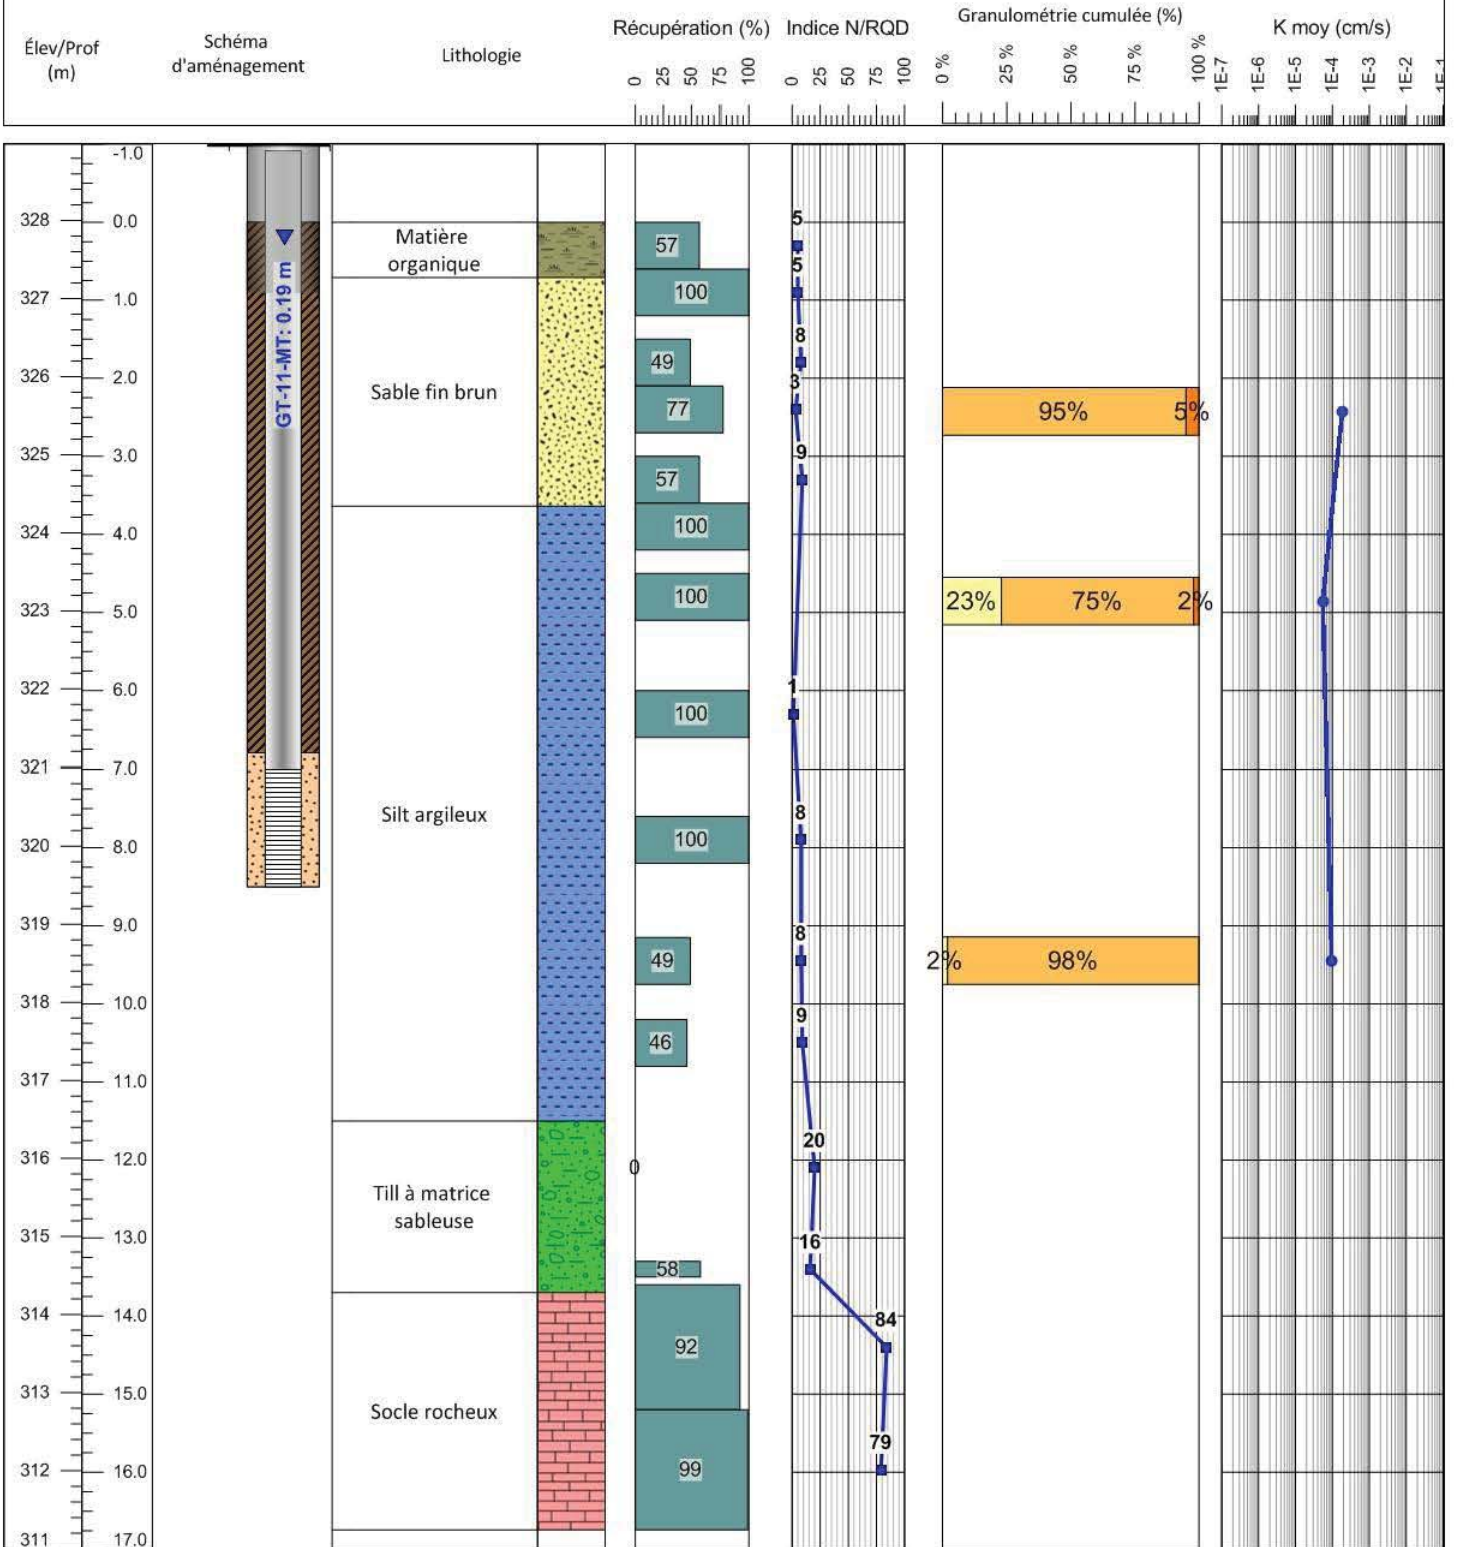 Élev/Prof
(m)
Schéma
d'aménagement
Lithologie
Récupération (%)
0 25 50 75 100
Indice N/RQD
0 25 50 75 100
Granulométrie cumulée (%)
0 % 25 % 50 % 75 % 100 %
K moy (cm/s)
1E-7 1E-6 1E-5 1E-4 1E-3 1E-2 1E-1
-1.0
328 0.0
327 1.0
326 2.0
325 3.0
324 4.0
323 5.0
322 6.0
321 7.0
320 8.0
319 9.0
318 10.0
317 11.0
316 12.0
315 13.0
314 14.0
313 15.0
312 16.0
311 17.0
GT-11-MT: 0.19 m
Matière
organique
Sable fin brun
Silt argileux
Till à matrice
sableuse
Socle rocheux
57
100
49
77
57
100
100
100
100
49
46
0
58
92
99
5
5
8
3
9
1
8
8
9
20
16
84
79
95% 5%
23% 75% 2%
2% 98%